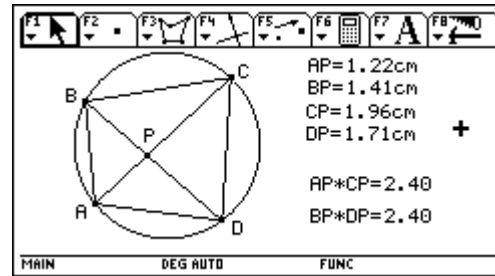 F1 F2 F3 F4 F5 F6 F7 A F8
C
B
P
A
D
AP=1.22cm
BP=1.41cm
CP=1.96cm
DP=1.71cm
AP*CP=2.40
BP*DP=2.40
MAIN DEG AUTO FUNC